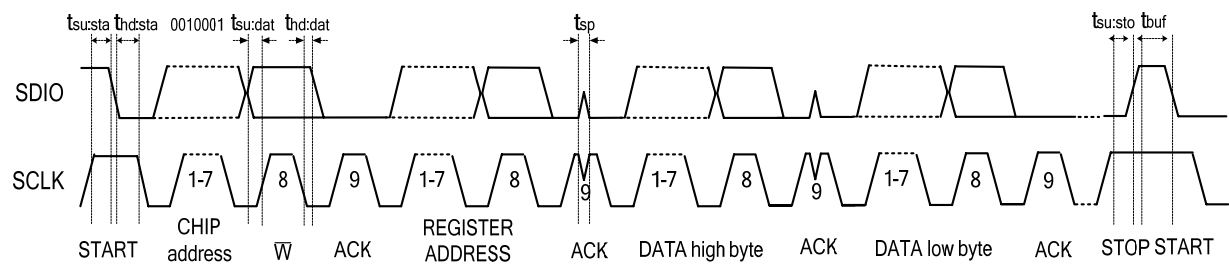 tsu:sta thd:sta 0010001 tsu:dat thd:dat tsp tsu:sto tbuf
SDIO
SCLK 1-7 8 9 1-7 8 9 1-7 8 9 1-7 8 9
START CHIP address W̅ ACK REGISTER ADDRESS ACK DATA high byte ACK DATA low byte ACK STOP START